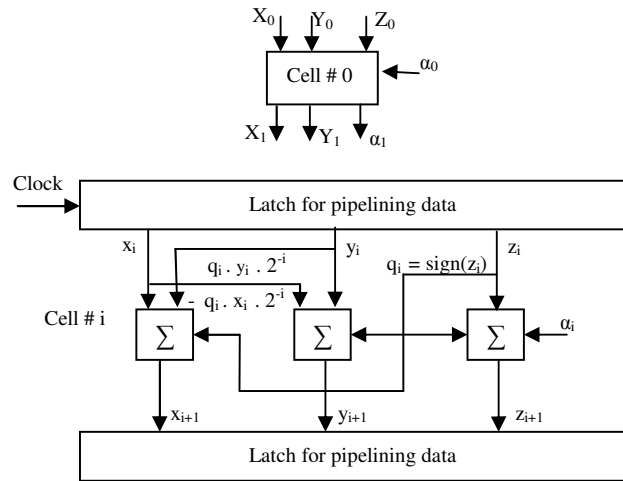 X₀ Y₀ Z₀
Cell # 0
α₀
X₁ Y₁ α₁
Clock
Latch for pipelining data
xᵢ yᵢ zᵢ
qᵢ . yᵢ . 2⁻ⁱ
qᵢ = sign(zᵢ)
- qᵢ . xᵢ . 2⁻ⁱ
Cell # i
∑ ∑ ∑
αᵢ
xᵢ₊₁ yᵢ₊₁ zᵢ₊₁
Latch for pipelining data